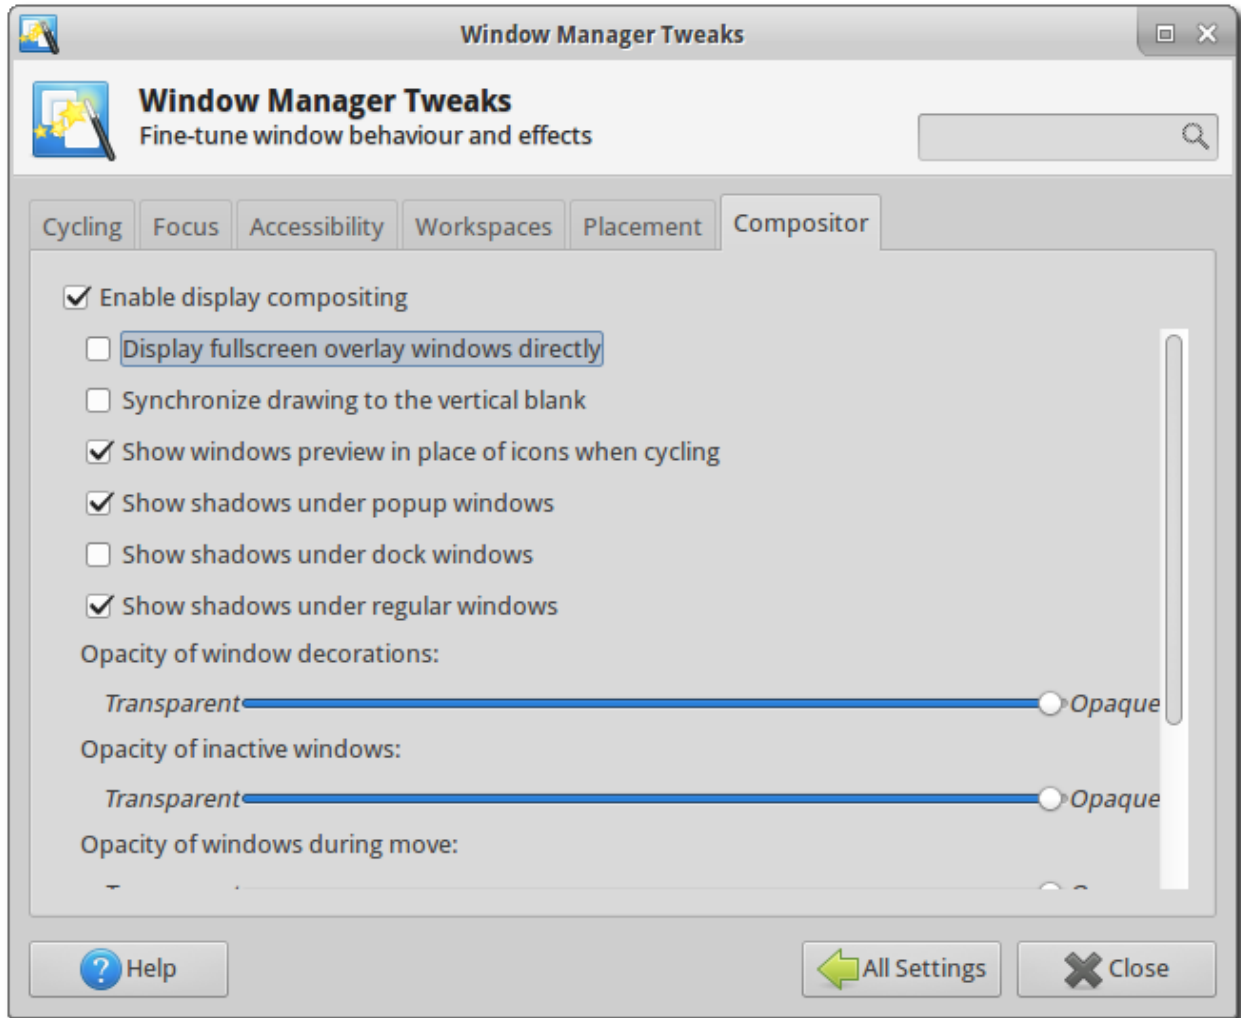 Window Manager Tweaks
Window Manager Tweaks
Fine-tune window behaviour and effects
Cycling Focus Accessibility Workspaces Placement Compositor
Enable display compositing
Display fullscreen overlay windows directly
Synchronize drawing to the vertical blank
Show windows preview in place of icons when cycling
Show shadows under popup windows
Show shadows under dock windows
Show shadows under regular windows
Opacity of window decorations:
Transparent Opaque
Opacity of inactive windows:
Transparent Opaque
Opacity of windows during move:
Help All Settings Close